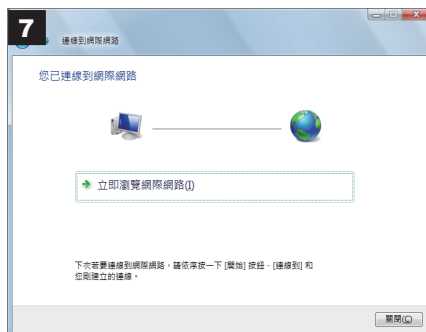 7
連線到網際網路
您已連線到網際網路
立即瀏覽網際網路(I)
下次若要連線到網際網路，請依序按一下 [開始] 按鈕、[連線到] 和
您剛建立的連線。
關閉(C)